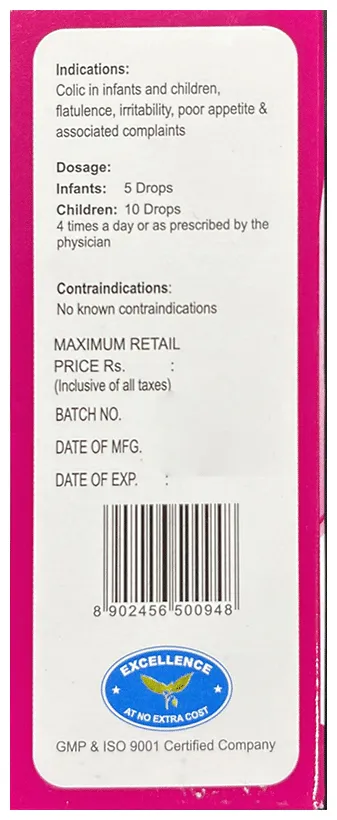 Indications:
Colic in infants and children,
flatulence, irritability, poor appetite &
associated complaints
Dosage:
Infants: 5 Drops
Children: 10 Drops
4 times a day or as prescribed by the
physician
Contraindications:
No known contraindications
MAXIMUM RETAIL
PRICE Rs. :
(Inclusive of all taxes)
BATCH NO.
DATE OF MFG.
DATE OF EXP. :
8 902456 500948
EXCELLENCE
AT NO EXTRA COST
GMP & ISO 9001 Certified Company